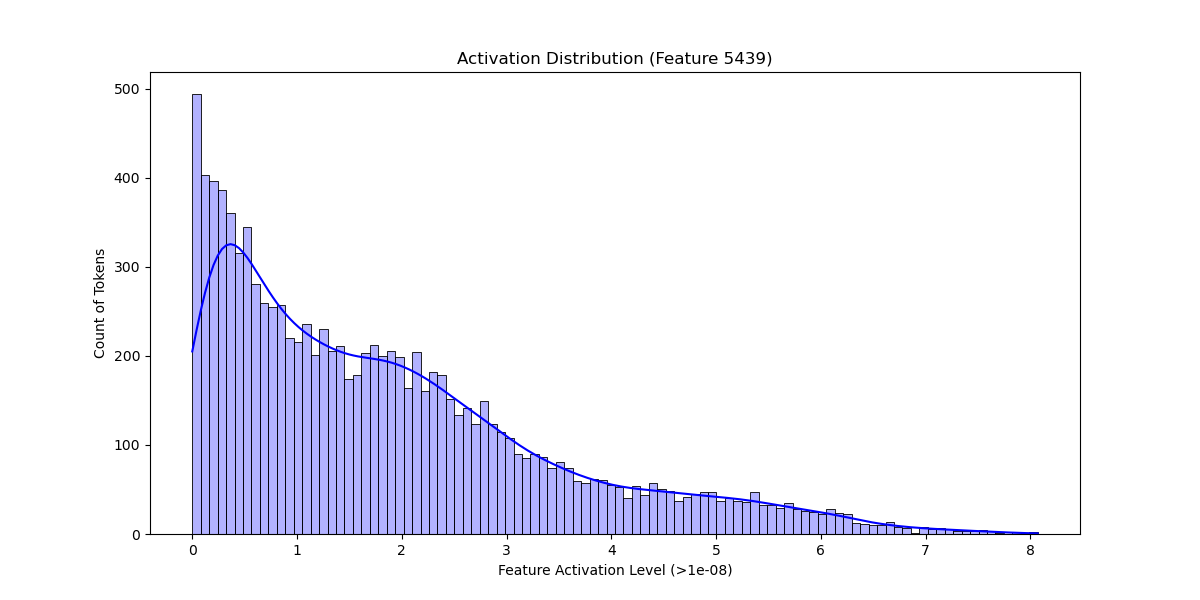 Activation Distribution (Feature 5439)
500
400
300
200
100
0
Count of Tokens
0 1 2 3 4 5 6 7 8
Feature Activation Level (>1e-08)